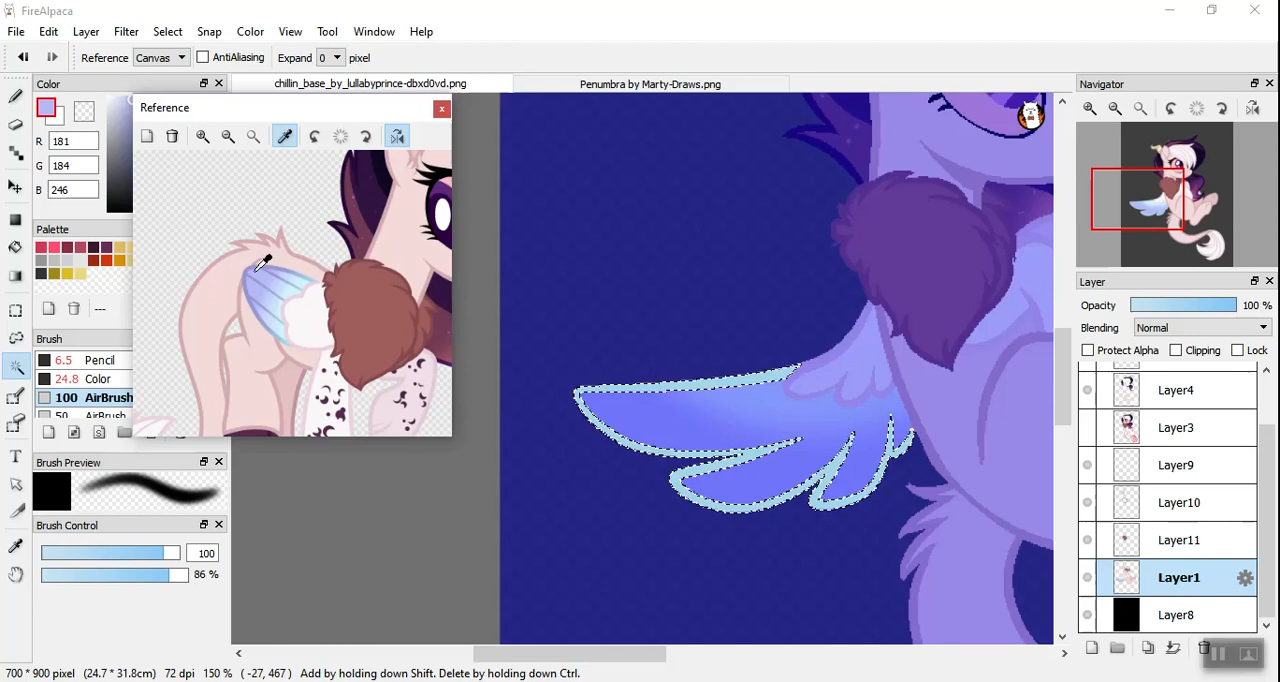 FireAlpaca
File Edit Layer Filter Select Snap Color View Tool Window Help
Reference Canvas AntiAliasing Expand 0 pixel
Color
chillin_base_by_lullabyprince-dbxd0vd.png
Penumbra by Marty-Draws.png
Navigator
Reference x
R 181
G 184
B 246
Palette
---
Brush
6.5 Pencil
24.8 Color
100 AirBrush
50 AirBrush
Brush Preview
Brush Control
100
86 %
Layer
Opacity 100 %
Blending Normal
Protect Alpha Clipping Lock
Layer4
Layer3
Layer9
Layer10
Layer11
Layer1
Layer8
T
700 * 900 pixel (24.7 * 31.8cm) 72 dpi 150 % ( -27, 467) Add by holding down Shift. Delete by holding down Ctrl.